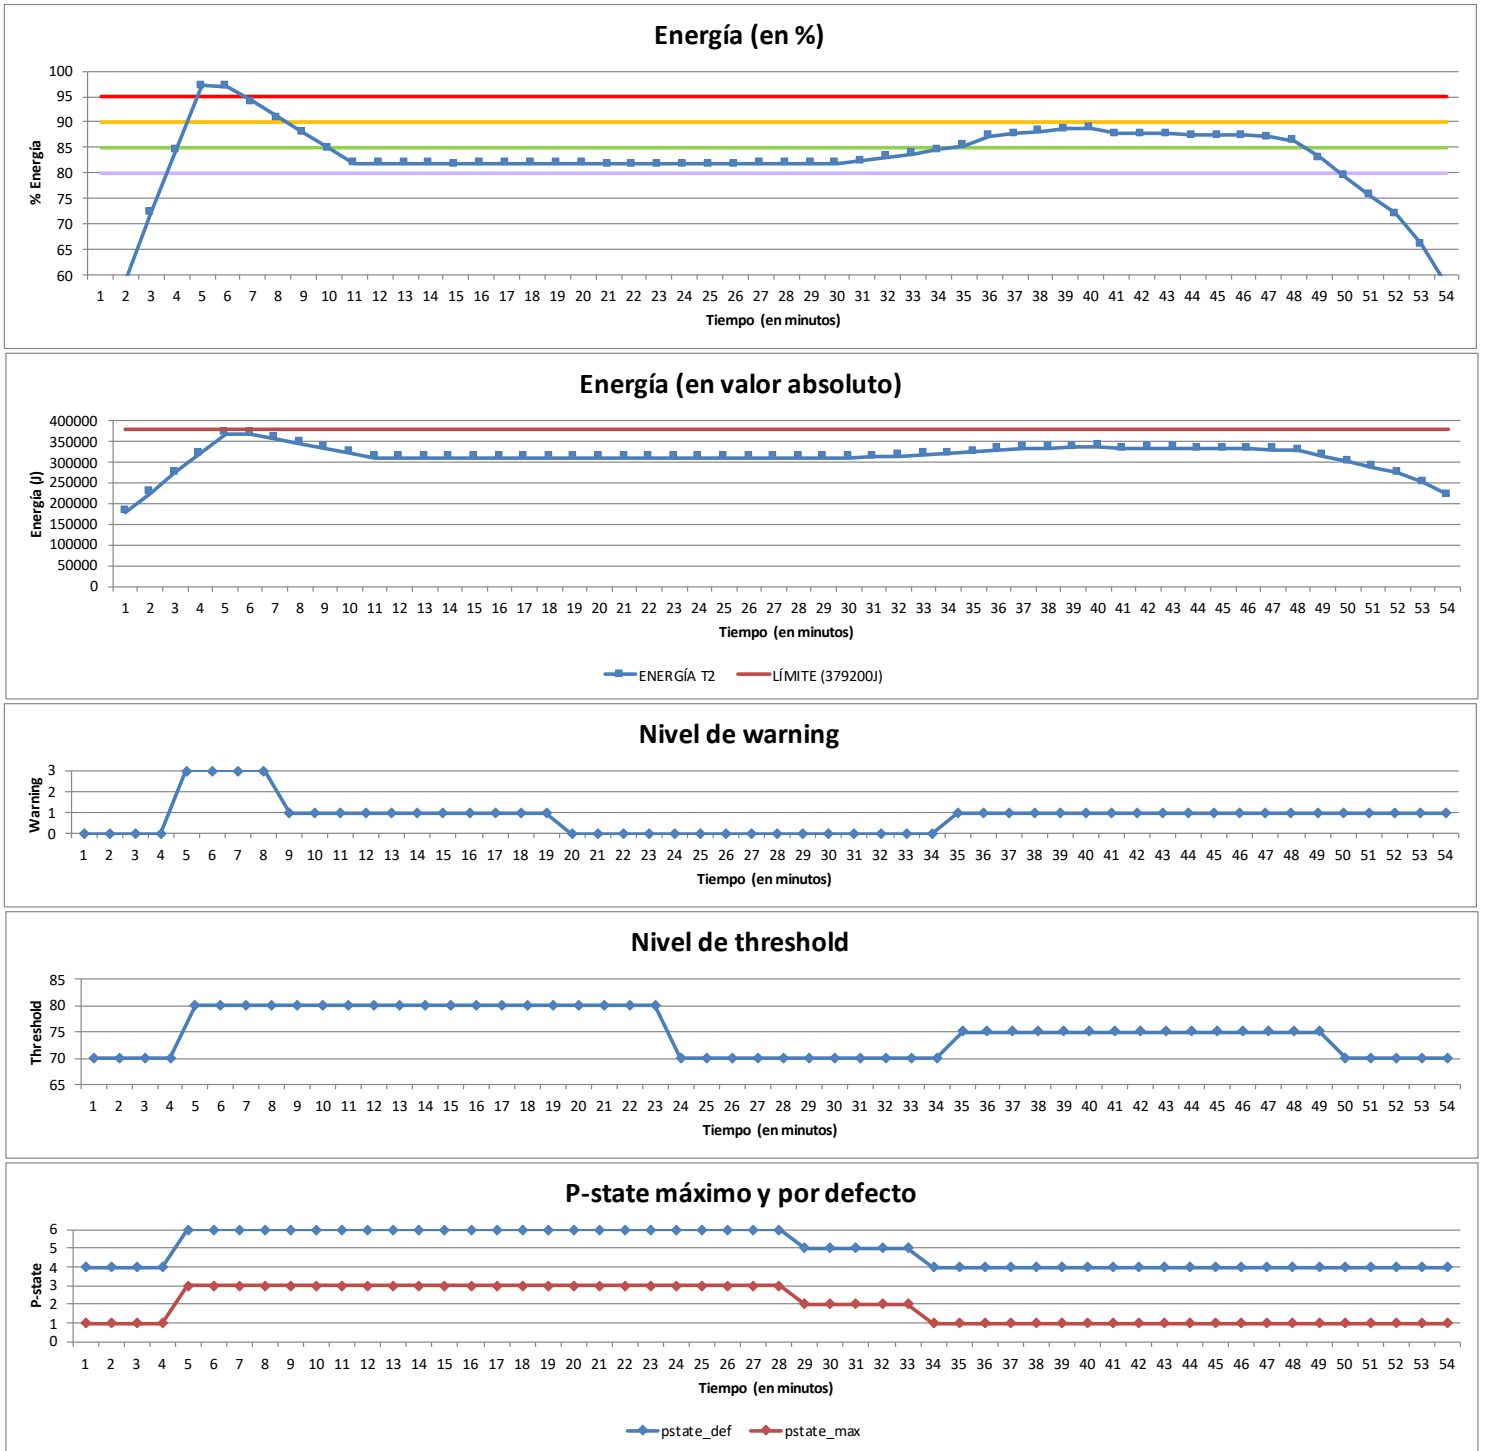 Energía (en %)
% Energía
100
95
90
85
80
75
70
65
60
1 2 3 4 5 6 7 8 9 10 11 12 13 14 15 16 17 18 19 20 21 22 23 24 25 26 27 28 29 30 31 32 33 34 35 36 37 38 39 40 41 42 43 44 45 46 47 48 49 50 51 52 53 54
Tiempo (en minutos)
Energía (en valor absoluto)
Energía (J)
400000
350000
300000
250000
200000
150000
100000
50000
0
1 2 3 4 5 6 7 8 9 10 11 12 13 14 15 16 17 18 19 20 21 22 23 24 25 26 27 28 29 30 31 32 33 34 35 36 37 38 39 40 41 42 43 44 45 46 47 48 49 50 51 52 53 54
Tiempo (en minutos)
ENERGÍA T2 LÍMITE (379200J)
Nivel de warning
Warning
3
2
1
0
1 2 3 4 5 6 7 8 9 10 11 12 13 14 15 16 17 18 19 20 21 22 23 24 25 26 27 28 29 30 31 32 33 34 35 36 37 38 39 40 41 42 43 44 45 46 47 48 49 50 51 52 53 54
Tiempo (en minutos)
Nivel de threshold
Threshold
85
80
75
70
65
1 2 3 4 5 6 7 8 9 10 11 12 13 14 15 16 17 18 19 20 21 22 23 24 25 26 27 28 29 30 31 32 33 34 35 36 37 38 39 40 41 42 43 44 45 46 47 48 49 50 51 52 53 54
Tiempo (en minutos)
P-state máximo y por defecto
P-state
6
5
4
3
2
1
0
1 2 3 4 5 6 7 8 9 10 11 12 13 14 15 16 17 18 19 20 21 22 23 24 25 26 27 28 29 30 31 32 33 34 35 36 37 38 39 40 41 42 43 44 45 46 47 48 49 50 51 52 53 54
Tiempo (en minutos)
pstate_def pstate_max